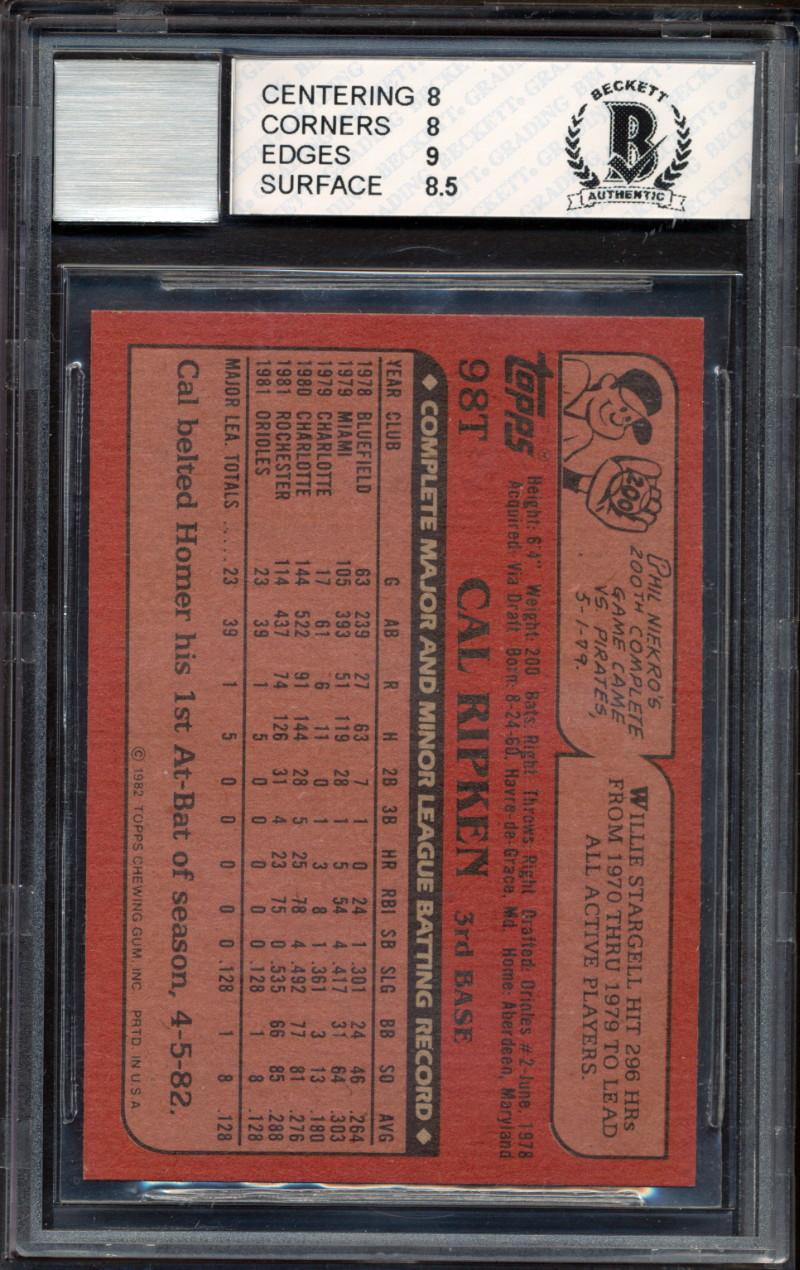 CENTERING 8
CORNERS 8
EDGES 9
SURFACE 8.5
BECKETT
B
AUTHENTIC
200
PHIL NIEKRO'S
200TH COMPLETE
GAME CAME
VS PIRATES,
5-1-79.
WILLIE STARGELL HIT 296 HRs
FROM 1970 THRU 1979 TO LEAD
ALL ACTIVE PLAYERS.
topps®
Height: 6'4" Weight: 200 Bats: Right Throws: Right Drafted: Orioles #2-June, 1978
Acquired: Via Draft Born: 8-24-60, Havre-de-Grace, Md. Home: Aberdeen, Maryland
98T CAL RIPKEN 3rd BASE
◆ COMPLETE MAJOR AND MINOR LEAGUE BATTING RECORD ◆
YEAR CLUB G AB R H 2B 3B HR RBI SB SLG BB SO AVG
1978 BLUEFIELD 63 239 27 63 7 1 0 24 1 .301 24 46 .264
1979 MIAMI 105 393 51 119 28 1 5 54 4 .417 31 64 .303
1979 CHARLOTTE 17 61 6 11 0 1 3 8 1 .361 3 13 .180
1980 CHARLOTTE 144 522 91 144 28 5 25 78 4 .492 77 81 .276
1981 ROCHESTER 114 437 74 126 31 4 23 75 0 .535 66 85 .288
1981 ORIOLES 23 39 1 5 0 0 0 0 0 .128 1 8 .128
MAJOR LEA. TOTALS ..... 23 39 1 5 0 0 0 0 0 .128 1 8 .128
Cal belted Homer his 1st At-Bat of season, 4-5-82.
© 1982 TOPPS CHEWING GUM, INC. PRTD. IN U.S.A.